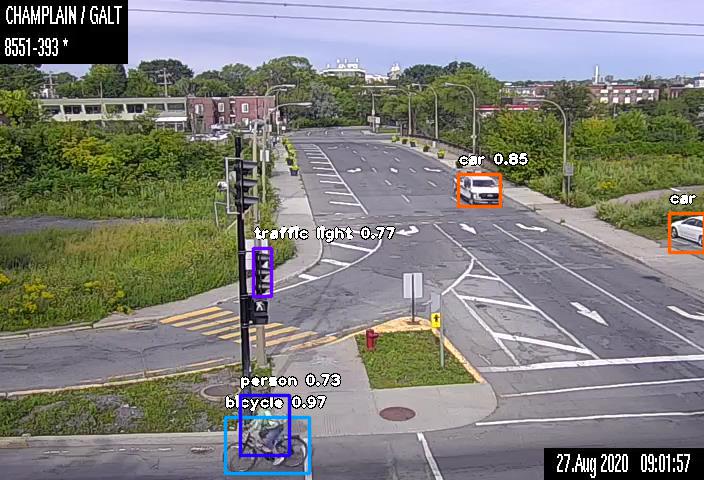 CHAMPLAIN / GALT
8551-393 *
car 0.85
car
traffic light 0.77
person 0.73
bicycle 0.97
27.Aug 2020 09:01:57